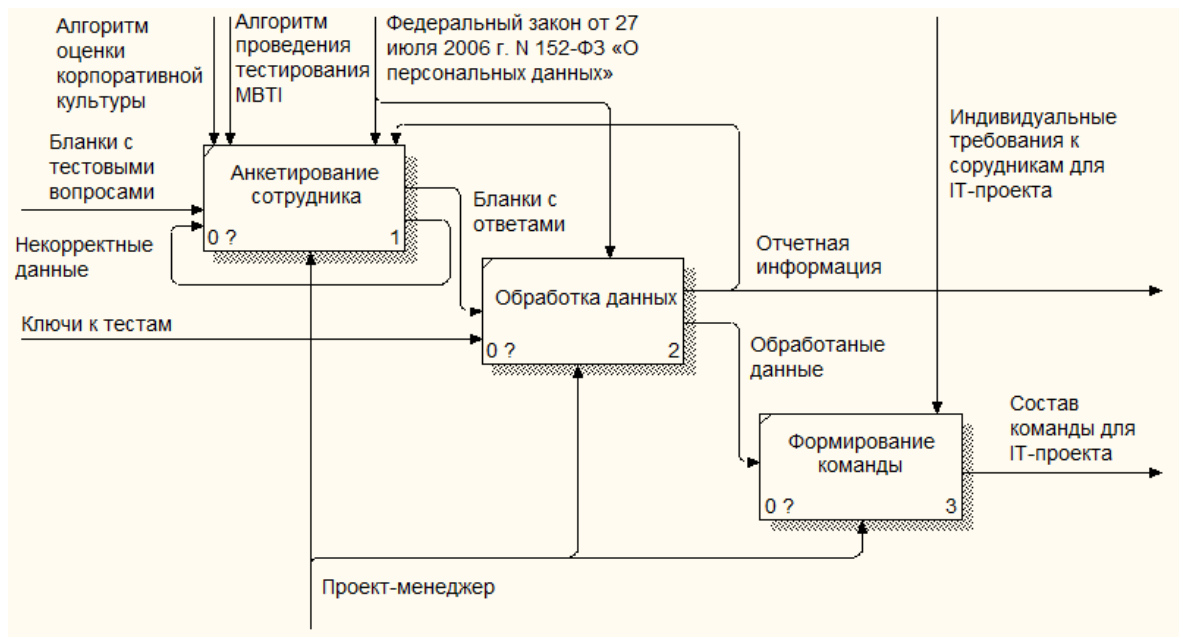 Алгоритм
оценки
корпоративной
культуры
Алгоритм
проведения
тестирования
MBTI
Федеральный закон от 27
июля 2006 г. N 152-ФЗ «О
персональных данных»
Индивидуальные
требования к
сорудникам для
IT-проекта
Бланки с
тестовыми
вопросами
Анкетирование
сотрудника
0 ?
1
Некорректные
данные
Бланки с
ответами
Отчетная
информация
Обработка данных
0 ?
2
Ключи к тестам
Обработаные
данные
Формирование
команды
0 ?
3
Состав
команды для
IT-проекта
Проект-менеджер